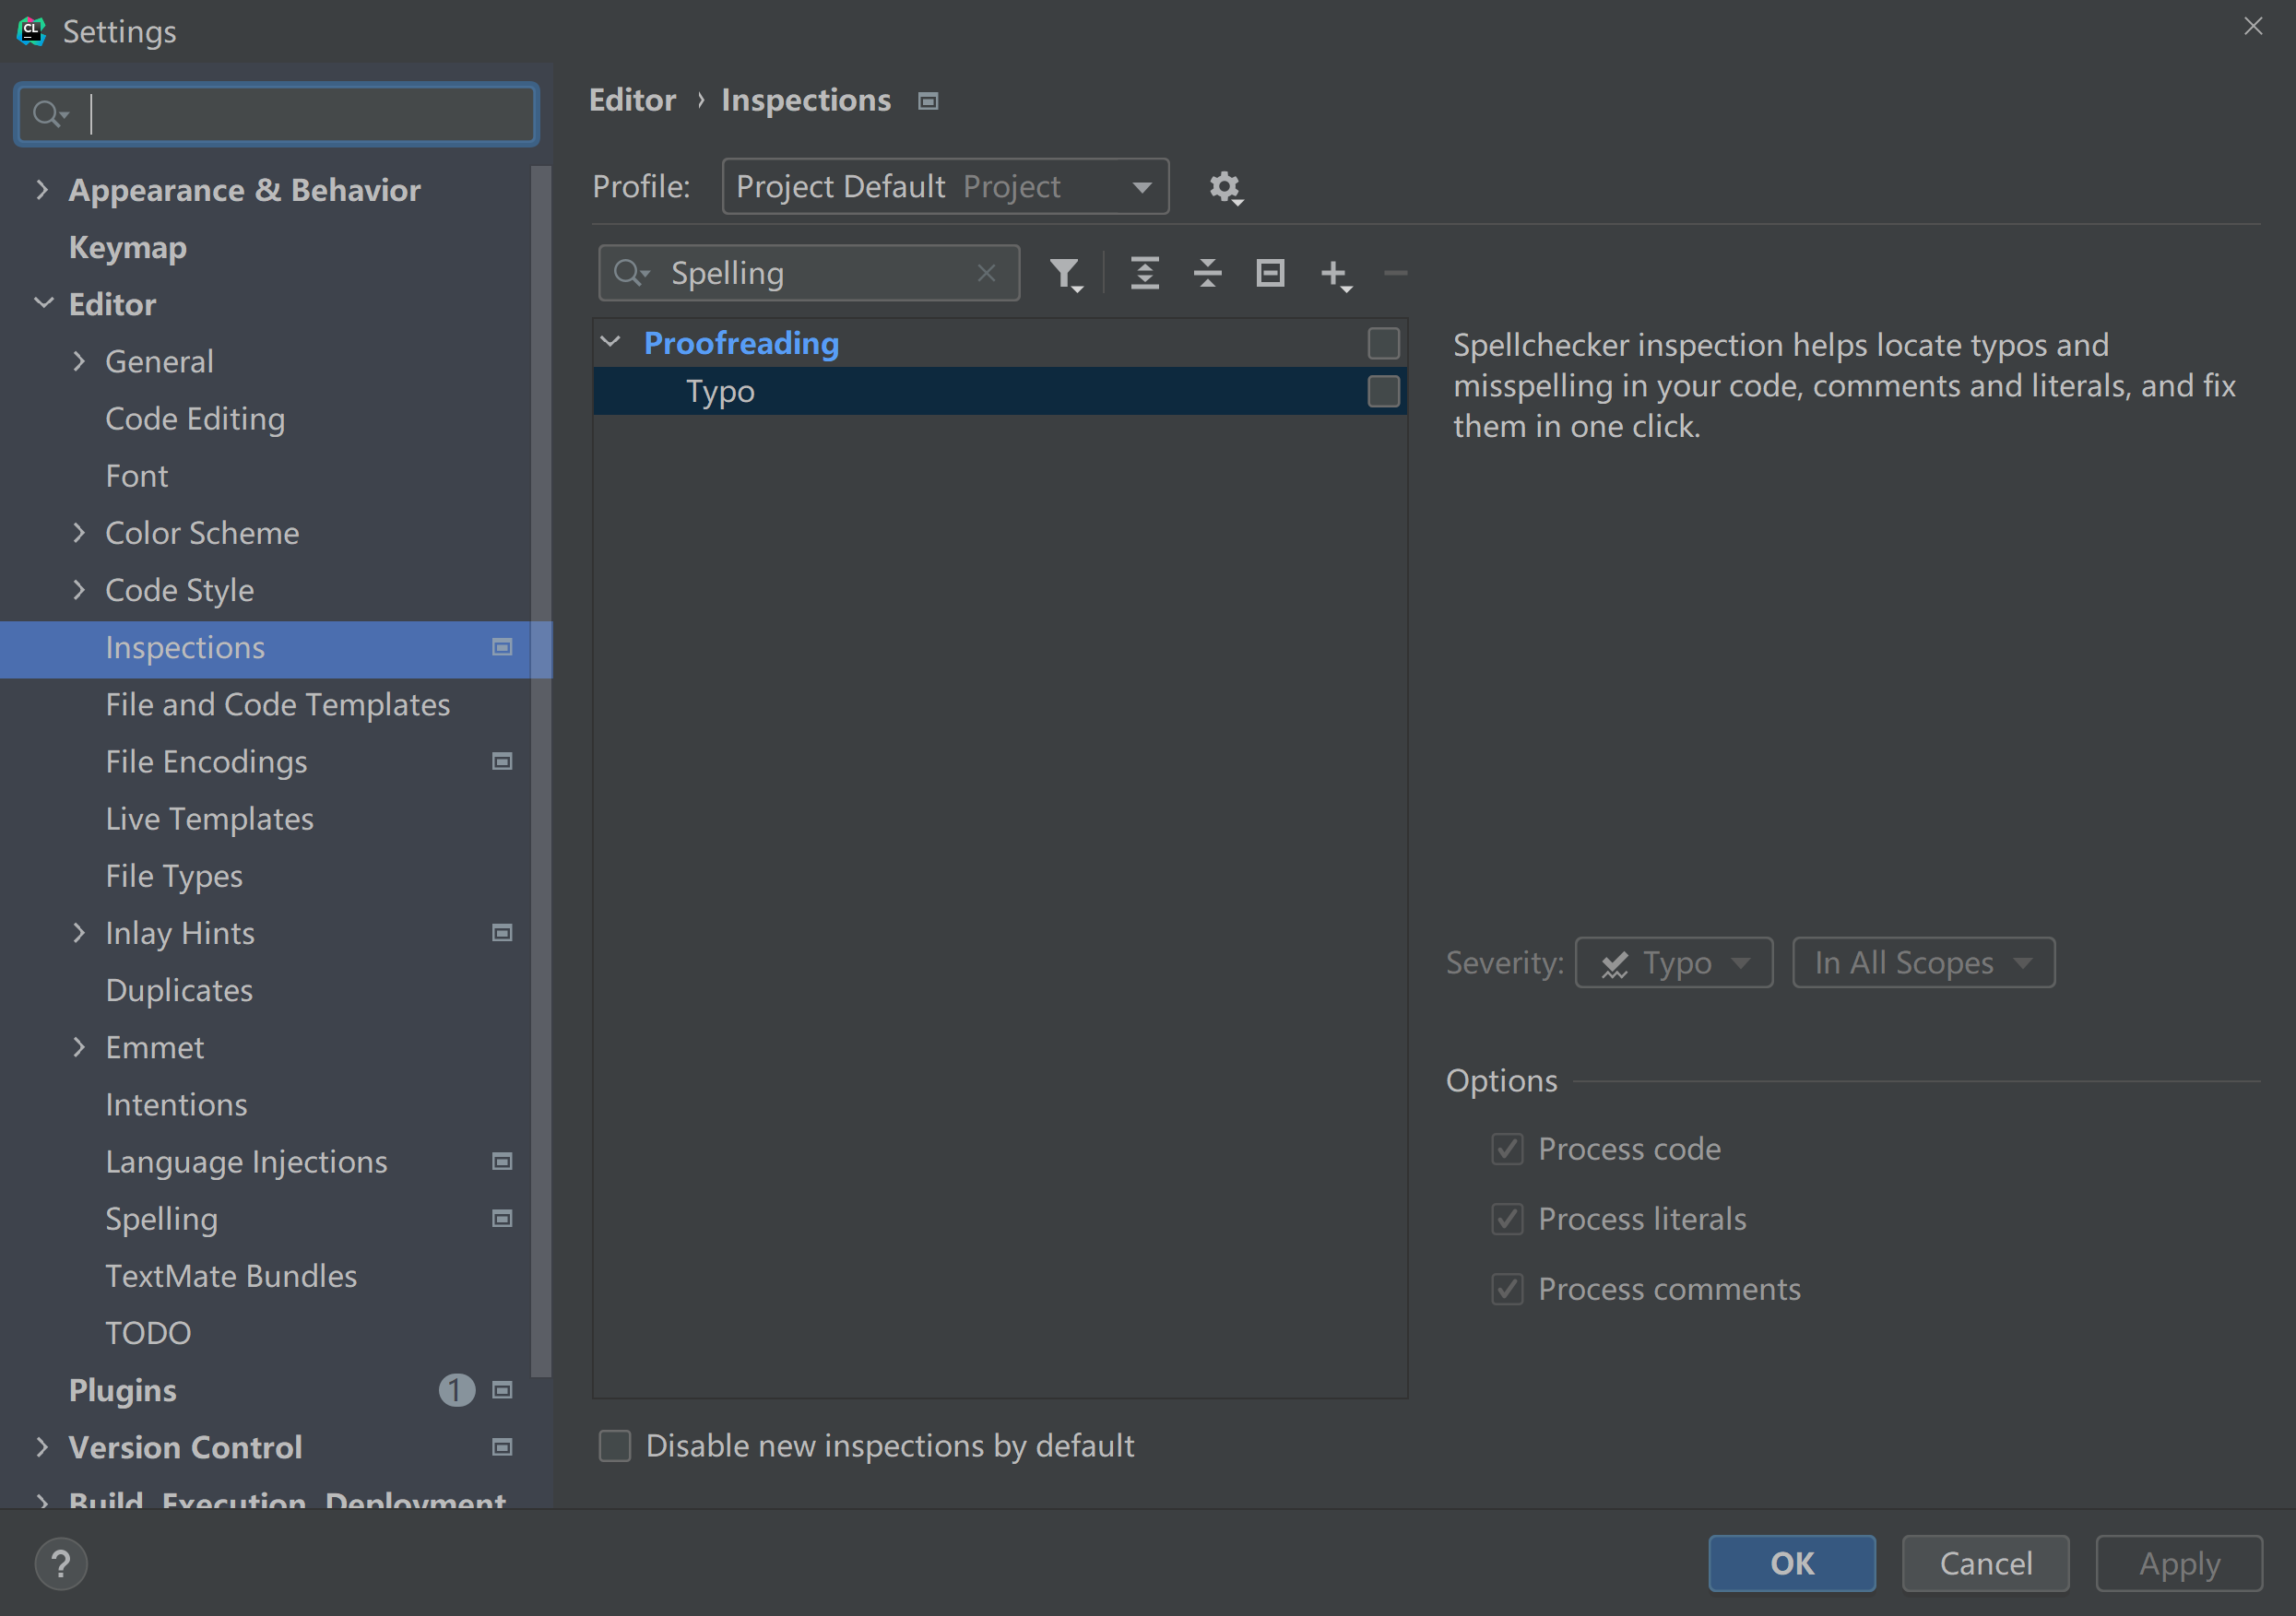 CL
Settings
Appearance & Behavior
Keymap
Editor
General
Code Editing
Font
Color Scheme
Code Style
Inspections
File and Code Templates
File Encodings
Live Templates
File Types
Inlay Hints
Duplicates
Emmet
Intentions
Language Injections
Spelling
TextMate Bundles
TODO
Plugins 1
Version Control
Build, Execution, Deployment
Editor › Inspections
Profile: Project Default Project
Spelling
Proofreading
Typo
Spellchecker inspection helps locate typos and
misspelling in your code, comments and literals, and fix
them in one click.
Severity: Typo In All Scopes
Options
Process code
Process literals
Process comments
Disable new inspections by default
?
OK Cancel Apply